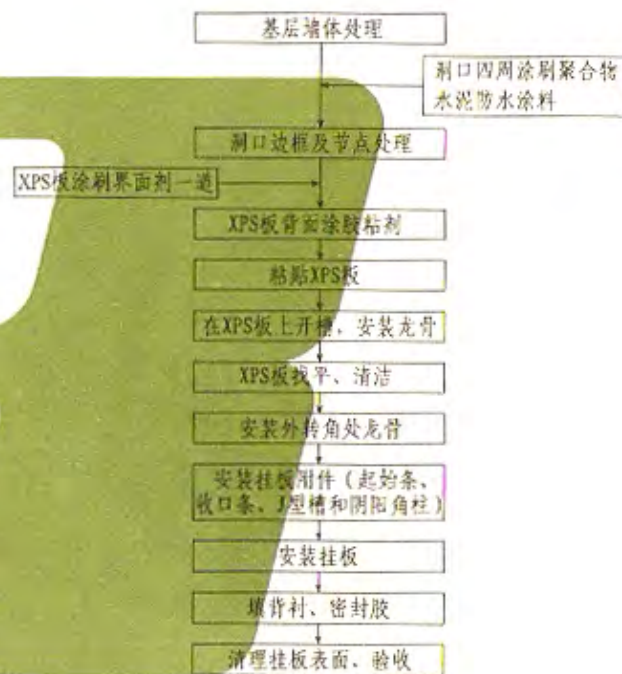 基层墙体处理
洞口四周涂刷聚合物
水泥防水涂料
洞口边框及节点处理
XPS板涂刷界面剂一道
XPS板背面涂胶粘剂
粘贴XPS板
在XPS板上开槽、安装龙骨
XPS板找平、清洁
安装外转角处龙骨
安装挂板附件（起始条、
收口条、J型槽和阴阳角柱）
安装挂板
填背衬、密封胶
清理挂板表面、验收